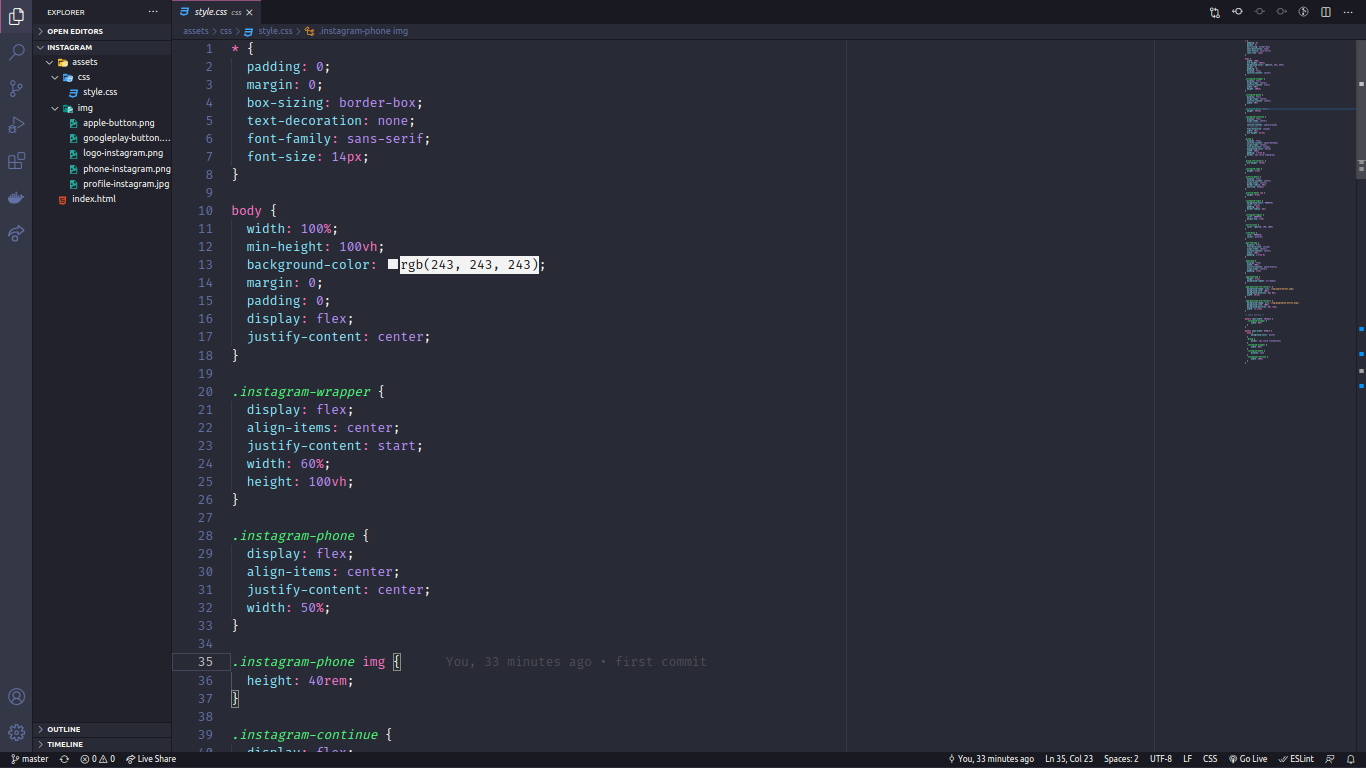 EXPLORER
OPEN EDITORS
INSTAGRAM
assets
css
style.css
img
apple-button.png
googleplay-button....
logo-instagram.png
phone-instagram.png
profile-instagram.jpg
index.html
OUTLINE
TIMELINE
style.css css
assets > css > style.css > .instagram-phone img
1 * {
2 padding: 0;
3 margin: 0;
4 box-sizing: border-box;
5 text-decoration: none;
6 font-family: sans-serif;
7 font-size: 14px;
8 }
9
10 body {
11 width: 100%;
12 min-height: 100vh;
13 background-color: rgb(243, 243, 243);
14 margin: 0;
15 padding: 0;
16 display: flex;
17 justify-content: center;
18 }
19
20 .instagram-wrapper {
21 display: flex;
22 align-items: center;
23 justify-content: start;
24 width: 60%;
25 height: 100vh;
26 }
27
28 .instagram-phone {
29 display: flex;
30 align-items: center;
31 justify-content: center;
32 width: 50%;
33 }
34
35 .instagram-phone img { You, 33 minutes ago • first commit
36 height: 40rem;
37 }
38
39 .instagram-continue {
40 display: flex;
master 0 0 Live Share You, 33 minutes ago Ln 35, Col 23 Spaces: 2 UTF-8 LF CSS Go Live ESLint